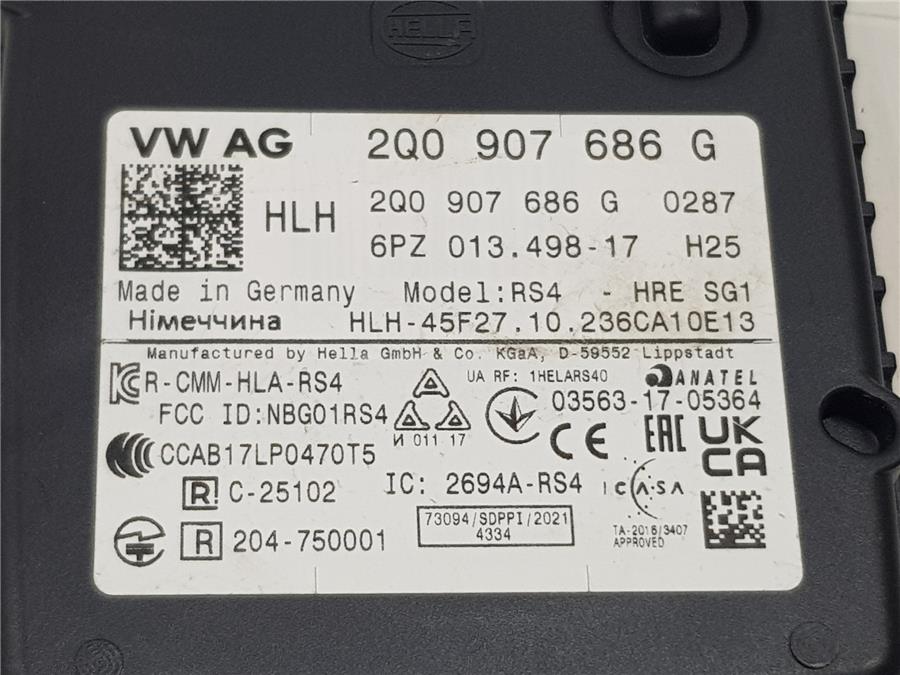 HELLA
VW AG 2Q0 907 686 G
HLH 2Q0 907 686 G 0287
6PZ 013.498-17 H25
Made in Germany Model:RS4 - HRE SG1
Німеччина HLH-45F27.10.236CA10E13
Manufactured by Hella GmbH & Co. KGaA, D-59552 Lippstadt
R-CMM-HLA-RS4 UA RF: 1HELARS40 ANATEL
FCC ID:NBG01RS4 И 011 17 03563-17-05364
CCAB17LP0470T5 CE EAC UK CA
R C-25102 IC: 2694A-RS4 ICASA
R 204-750001 73094/SDPPI/2021 TA-2016/3407
4334 APPROVED